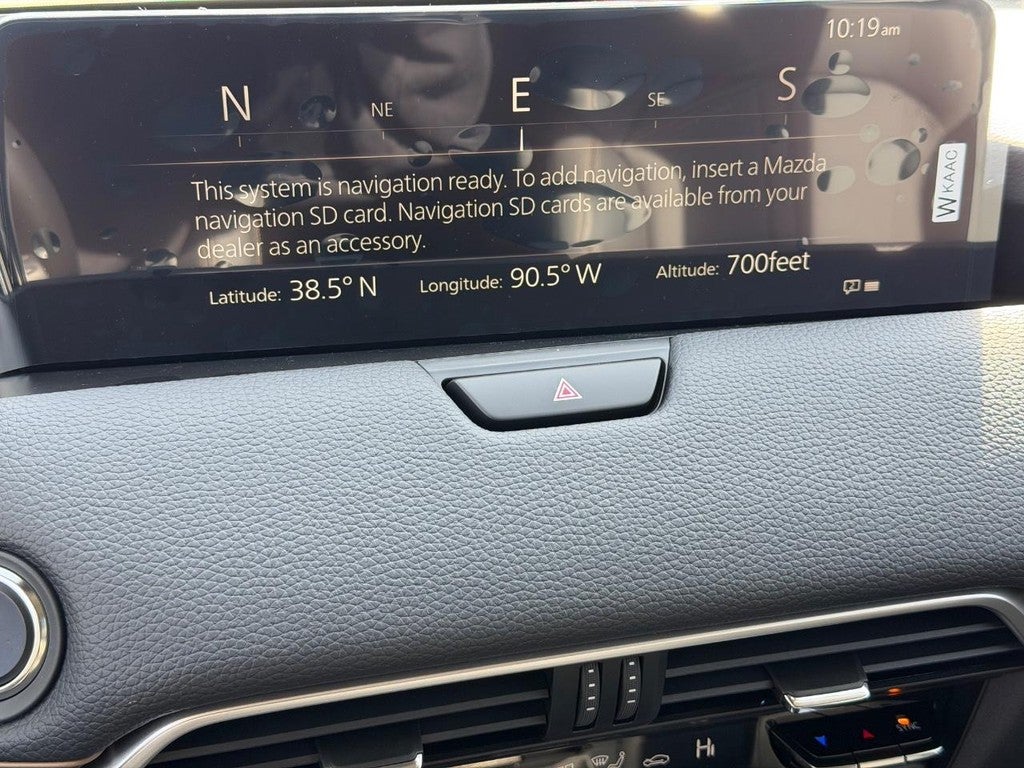 10:19am
N NE E SE S
This system is navigation ready. To add navigation, insert a Mazda
navigation SD card. Navigation SD cards are available from your
dealer as an accessory.
WKAAC
Latitude: 38.5° N Longitude: 90.5° W Altitude: 700feet
2
HI
SYNC